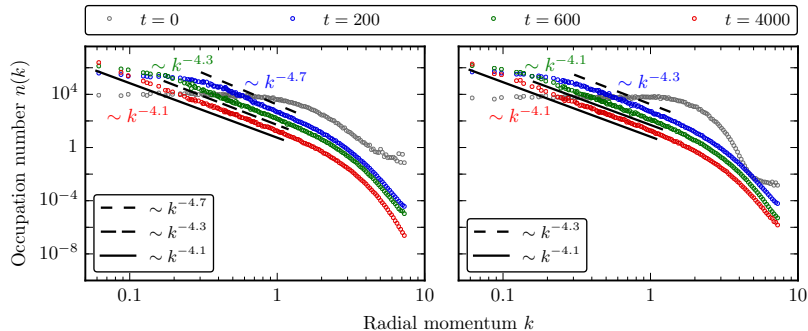 t = 0 t = 200 t = 600 t = 4000
Occupation number n(k)
10^4
1
10^−4
10^−8
∼ k^−4.3
∼ k^−4.7
∼ k^−4.1
∼ k^−4.7
∼ k^−4.3
∼ k^−4.1
0.1 1 10
∼ k^−4.1
∼ k^−4.3
∼ k^−4.1
∼ k^−4.3
∼ k^−4.1
0.1 1 10
Radial momentum k